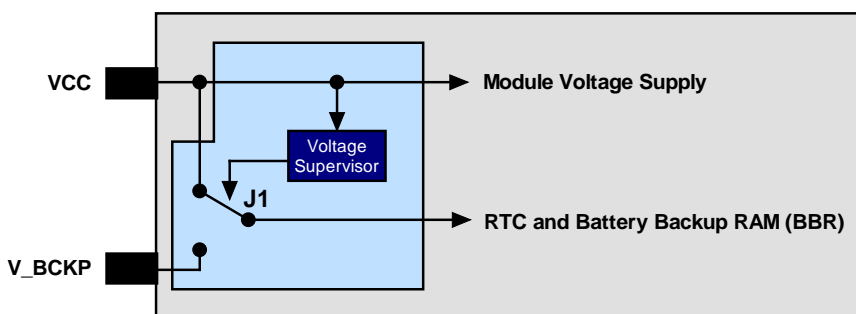 VCC
Module Voltage Supply
Voltage
Supervisor
J1
RTC and Battery Backup RAM (BBR)
V_BCKP